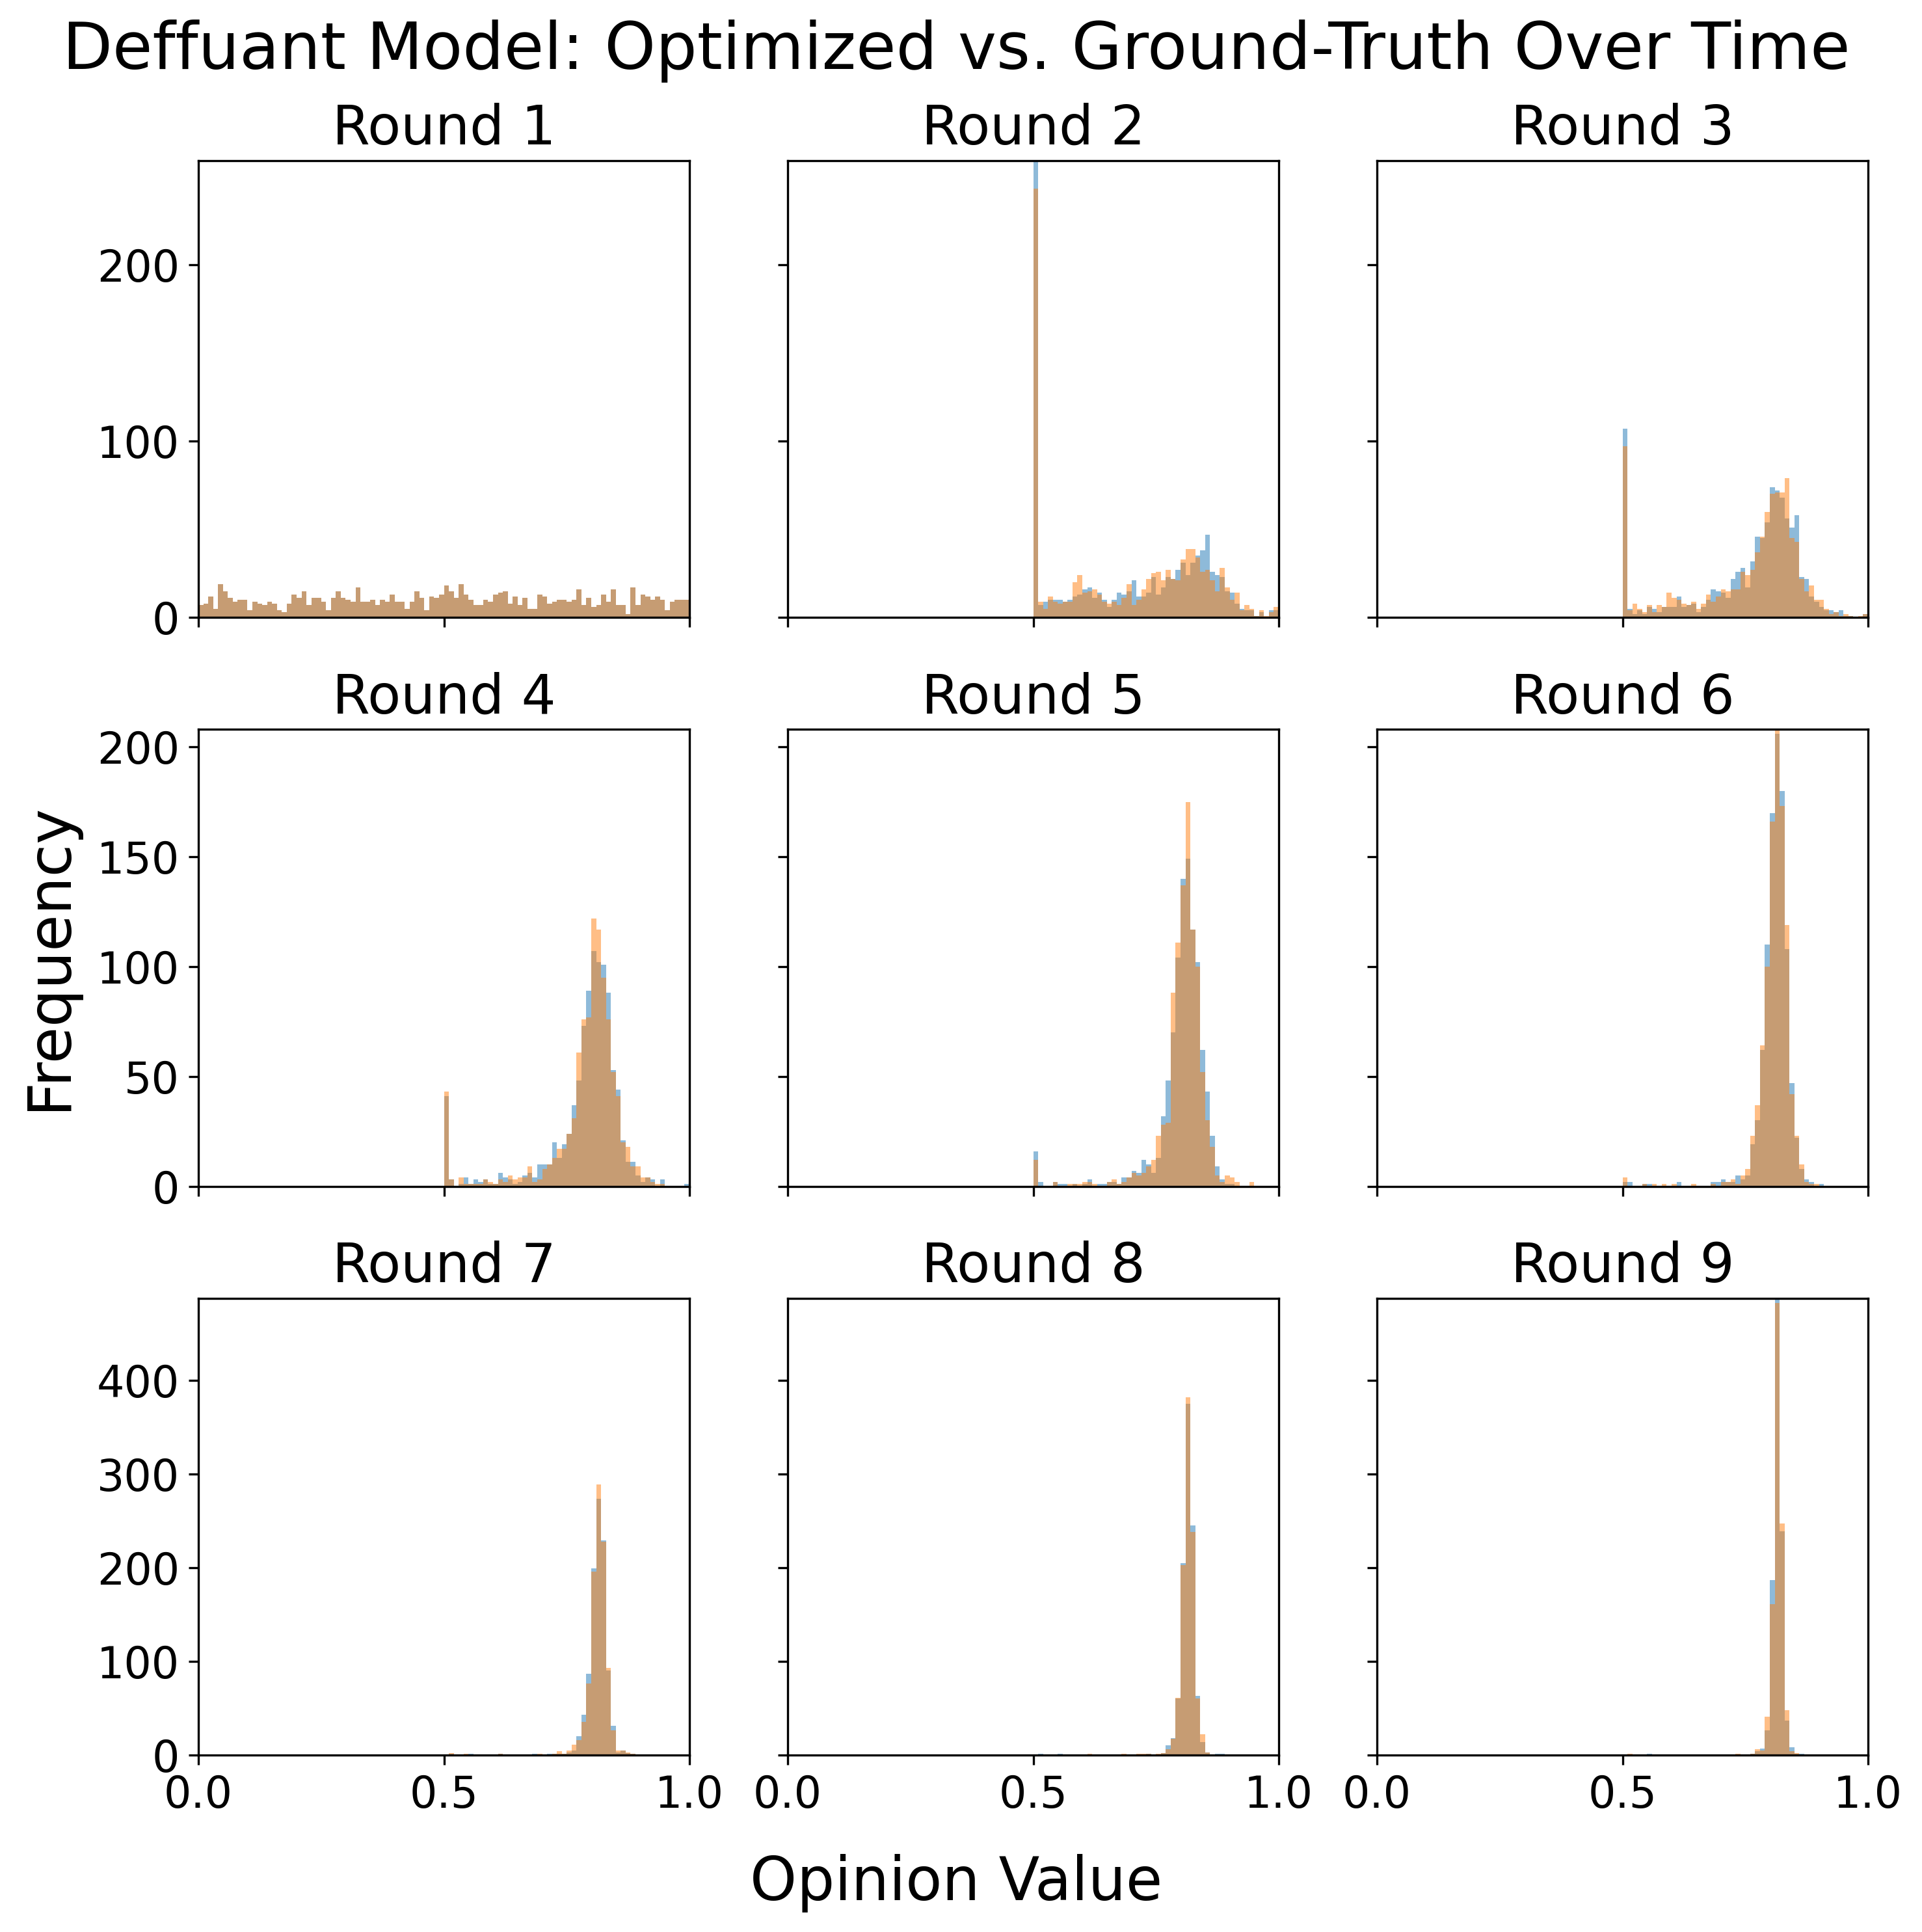 Deffuant Model: Optimized vs. Ground-Truth Over Time
Round 1
Round 2
Round 3
200
100
0
Round 4
Round 5
Round 6
200
150
100
50
0
Frequency
Round 7
Round 8
Round 9
400
300
200
100
0
0.0 0.5 1.0
0.0 0.5 1.0
0.0 0.5 1.0
Opinion Value